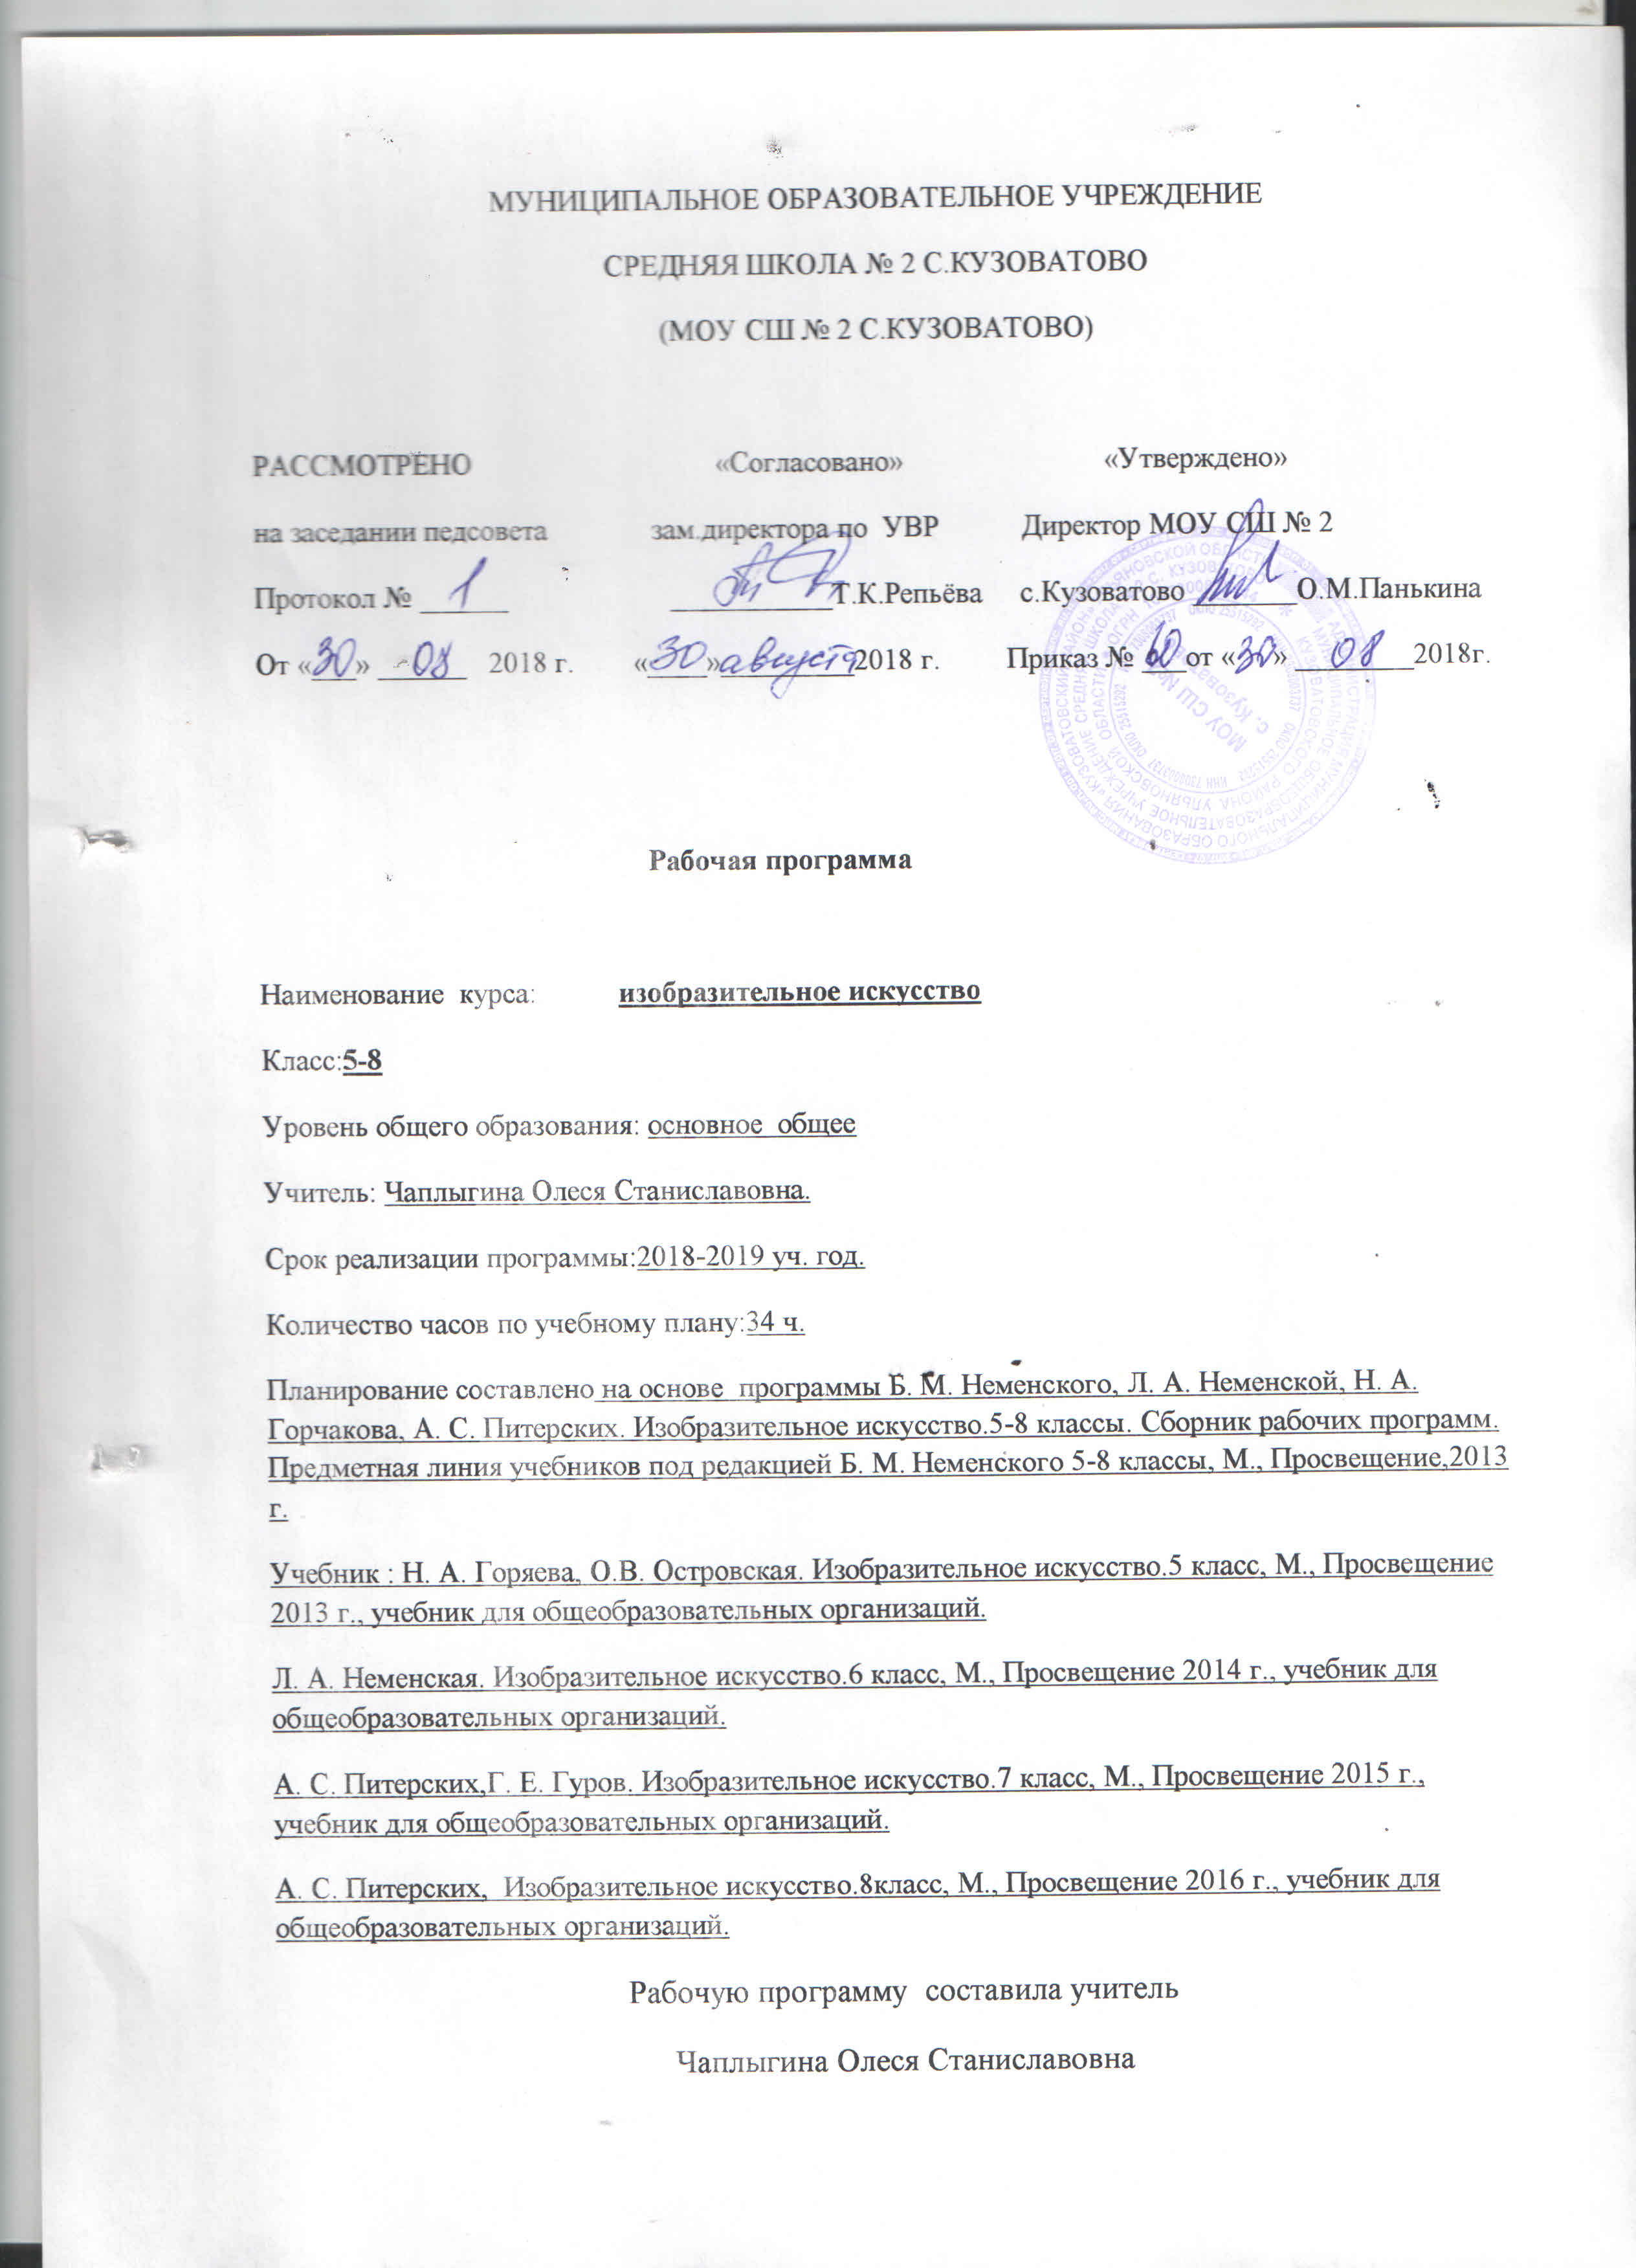 МУНИЦИПАЛЬНОЕ ОБРАЗОВАТЕЛЬНОЕ УЧРЕЖДЕНИЕ
СРЕДНЯЯ ШКОЛА № 2 С.КУЗОВАТОВО
(МОУ СШ № 2 С.КУЗОВАТОВО)
РАССМОТРЕНО «Согласовано» «Утверждено»
на заседании педсовета зам.директора по УВР Директор МОУ СШ № 2
Протокол № 1 Т.К.Репьёва с.Кузоватово О.М.Панькина
От «30» 08 2018 г. «30» августа 2018 г. Приказ № 60 от «30» 08 2018г.
МОУ СШ №
с. Кузоват
Рабочая программа
Наименование курса: изобразительное искусство
Класс:5-8
Уровень общего образования: основное общее
Учитель: Чаплыгина Олеся Станиславовна.
Срок реализации программы:2018-2019 уч. год.
Количество часов по учебному плану:34 ч.
Планирование составлено на основе программы Б. М. Неменского, Л. А. Неменской, Н. А.
Горчакова, А. С. Питерских. Изобразительное искусство.5-8 классы. Сборник рабочих программ.
Предметная линия учебников под редакцией Б. М. Неменского 5-8 классы, М., Просвещение,2013
г.
Учебник : Н. А. Горяева, О.В. Островская. Изобразительное искусство.5 класс, М., Просвещение
2013 г., учебник для общеобразовательных организаций.
Л. А. Неменская. Изобразительное искусство.6 класс, М., Просвещение 2014 г., учебник для
общеобразовательных организаций.
А. С. Питерских,Г. Е. Гуров. Изобразительное искусство.7 класс, М., Просвещение 2015 г.,
учебник для общеобразовательных организаций.
А. С. Питерских, Изобразительное искусство.8класс, М., Просвещение 2016 г., учебник для
общеобразовательных организаций.
Рабочую программу составила учитель
Чаплыгина Олеся Станиславовна